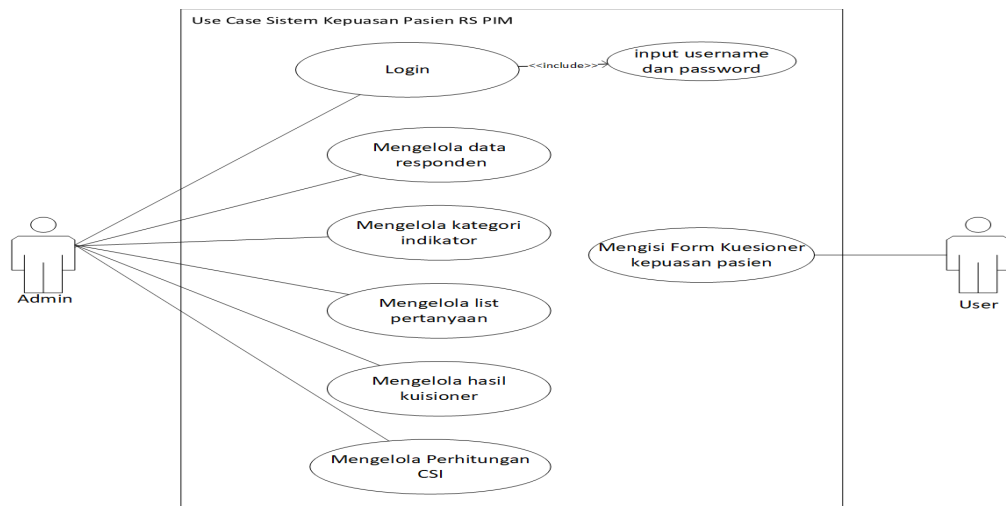 Use Case Sistem Kepuasan Pasien RS PIM
Login
<<include>>
input username
dan password
Mengelola data
responden
Mengelola kategori
indikator
Mengelola list
pertanyaan
Mengelola hasil
kuisioner
Mengelola Perhitungan
CSI
Mengisi Form Kuesioner
kepuasan pasien
Admin
User